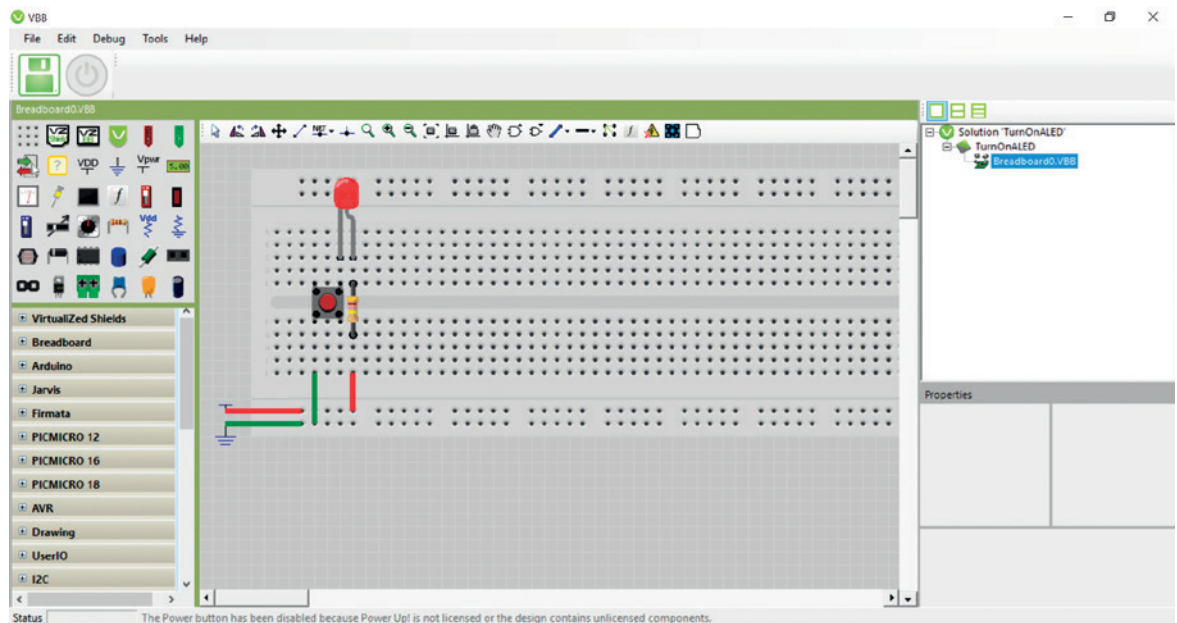 VBB
File Edit Debug Tools Help
Breadboard0.VBB
VDD
Vpwr
Vdd
NET
Solution 'TurnOnALED'
TurnOnALED
Breadboard0.VBB
VirtualiZed Shields
Breadboard
Arduino
Jarvis
Firmata
PICMICRO 12
PICMICRO 16
PICMICRO 18
AVR
Drawing
UserIO
I2C
Properties
Status The Power button has been disabled because Power Up! is not licensed or the design contains unlicensed components.